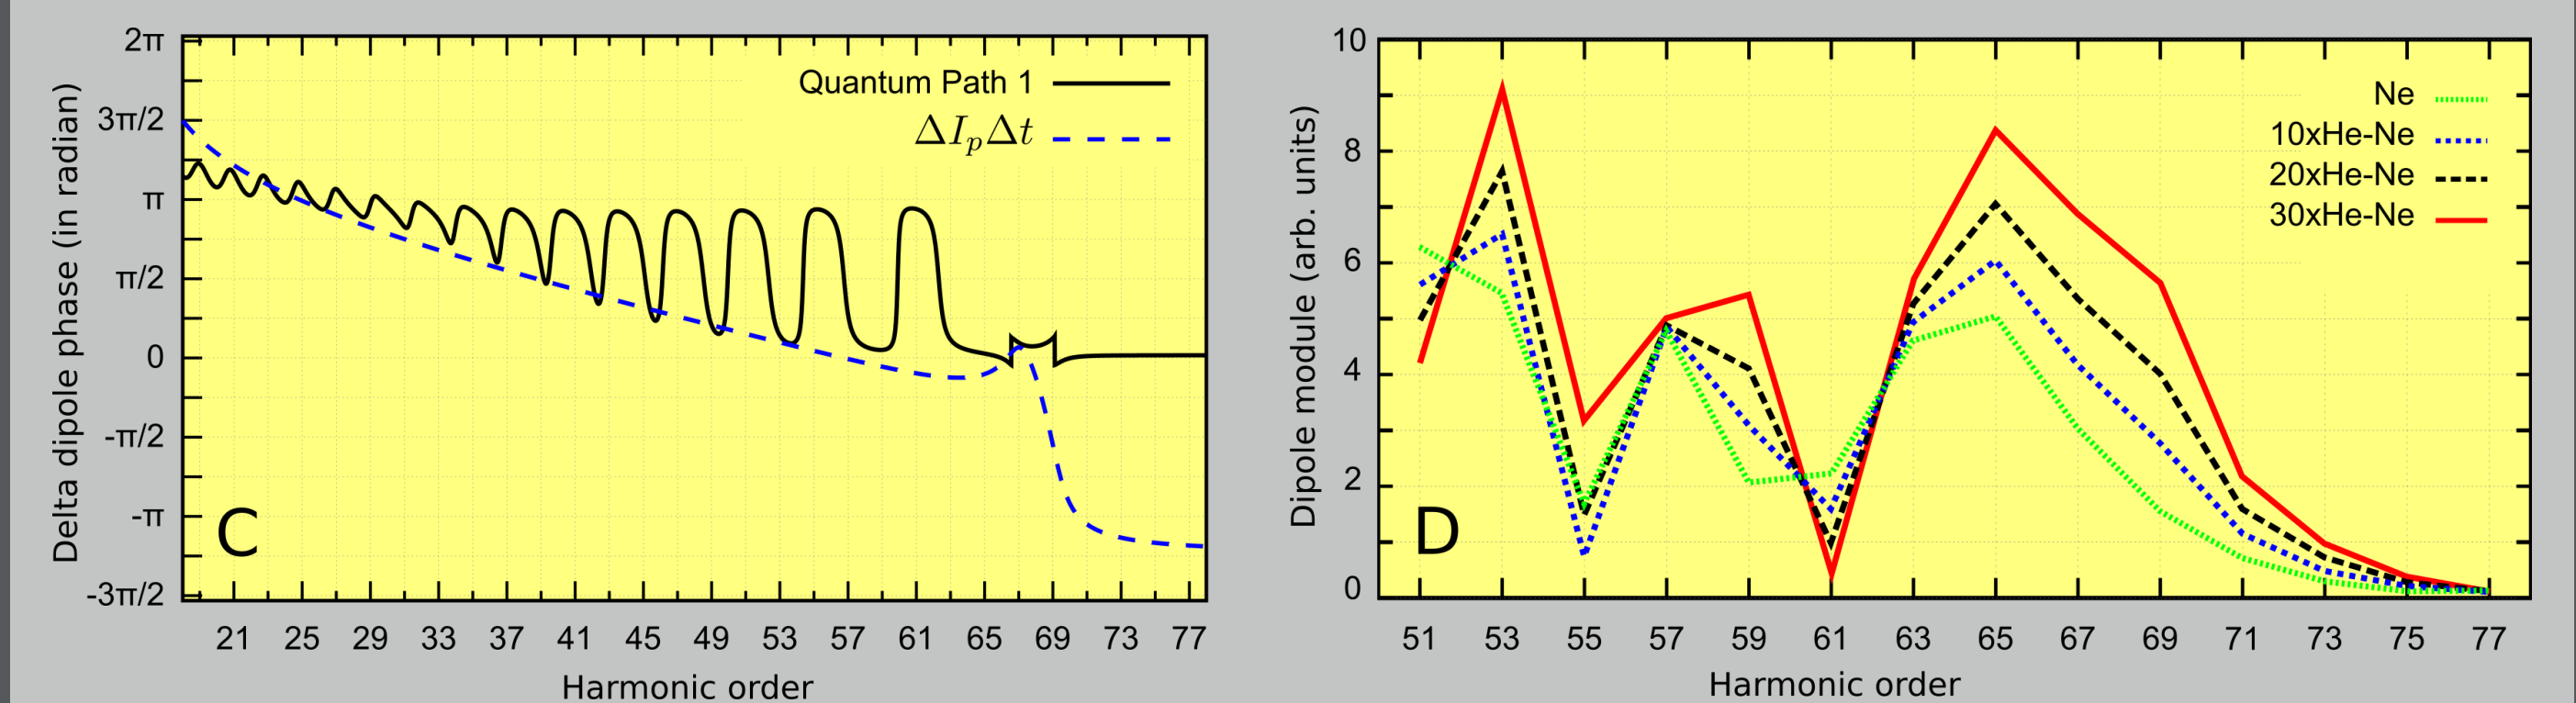 2π
3π/2
π
π/2
0
-π/2
-π
-3π/2
Delta dipole phase (in radian)
Quantum Path 1
ΔI_pΔt
C
21 25 29 33 37 41 45 49 53 57 61 65 69 73 77
Harmonic order
10
8
6
4
2
0
Dipole module (arb. units)
Ne
10xHe-Ne
20xHe-Ne
30xHe-Ne
D
51 53 55 57 59 61 63 65 67 69 71 73 75 77
Harmonic order